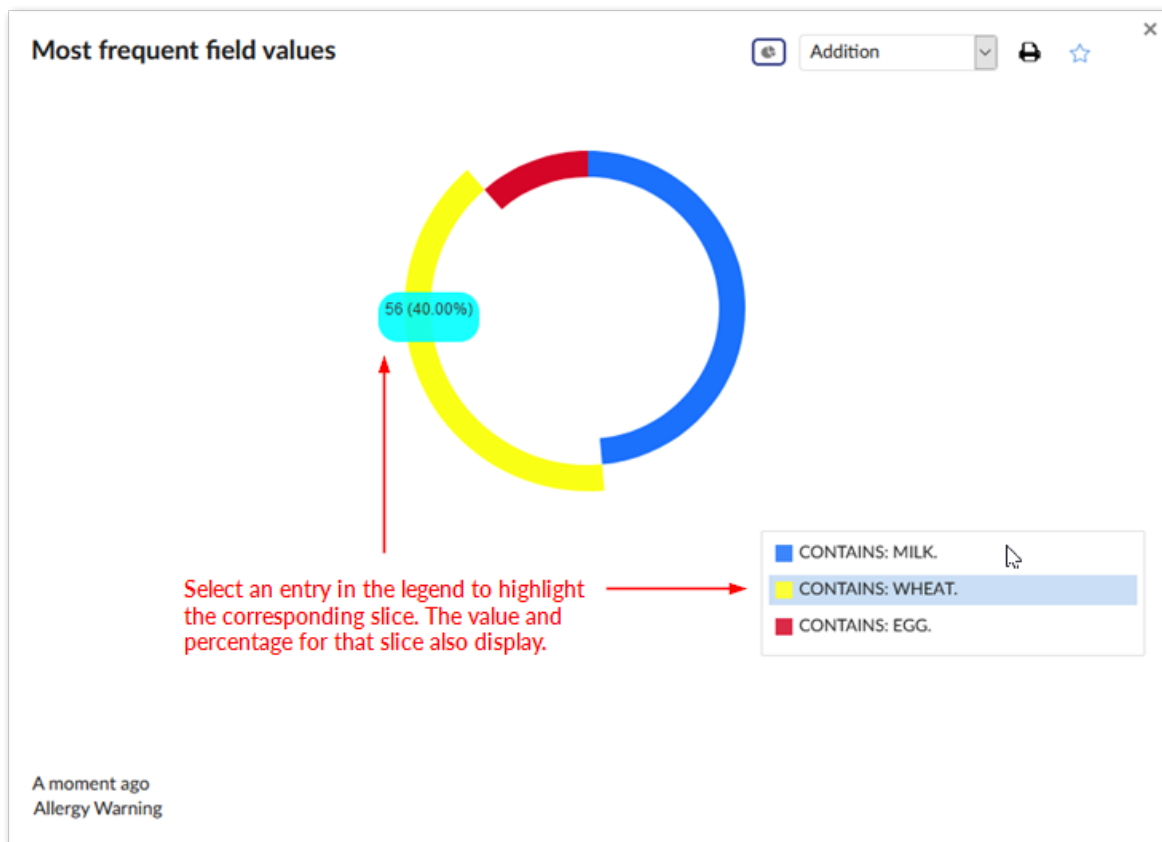 Most frequent field values
Addition
56 (40.00%)
CONTAINS: MILK.
CONTAINS: WHEAT.
CONTAINS: EGG.
Select an entry in the legend to highlight
the corresponding slice. The value and
percentage for that slice also display.
A moment ago
Allergy Warning